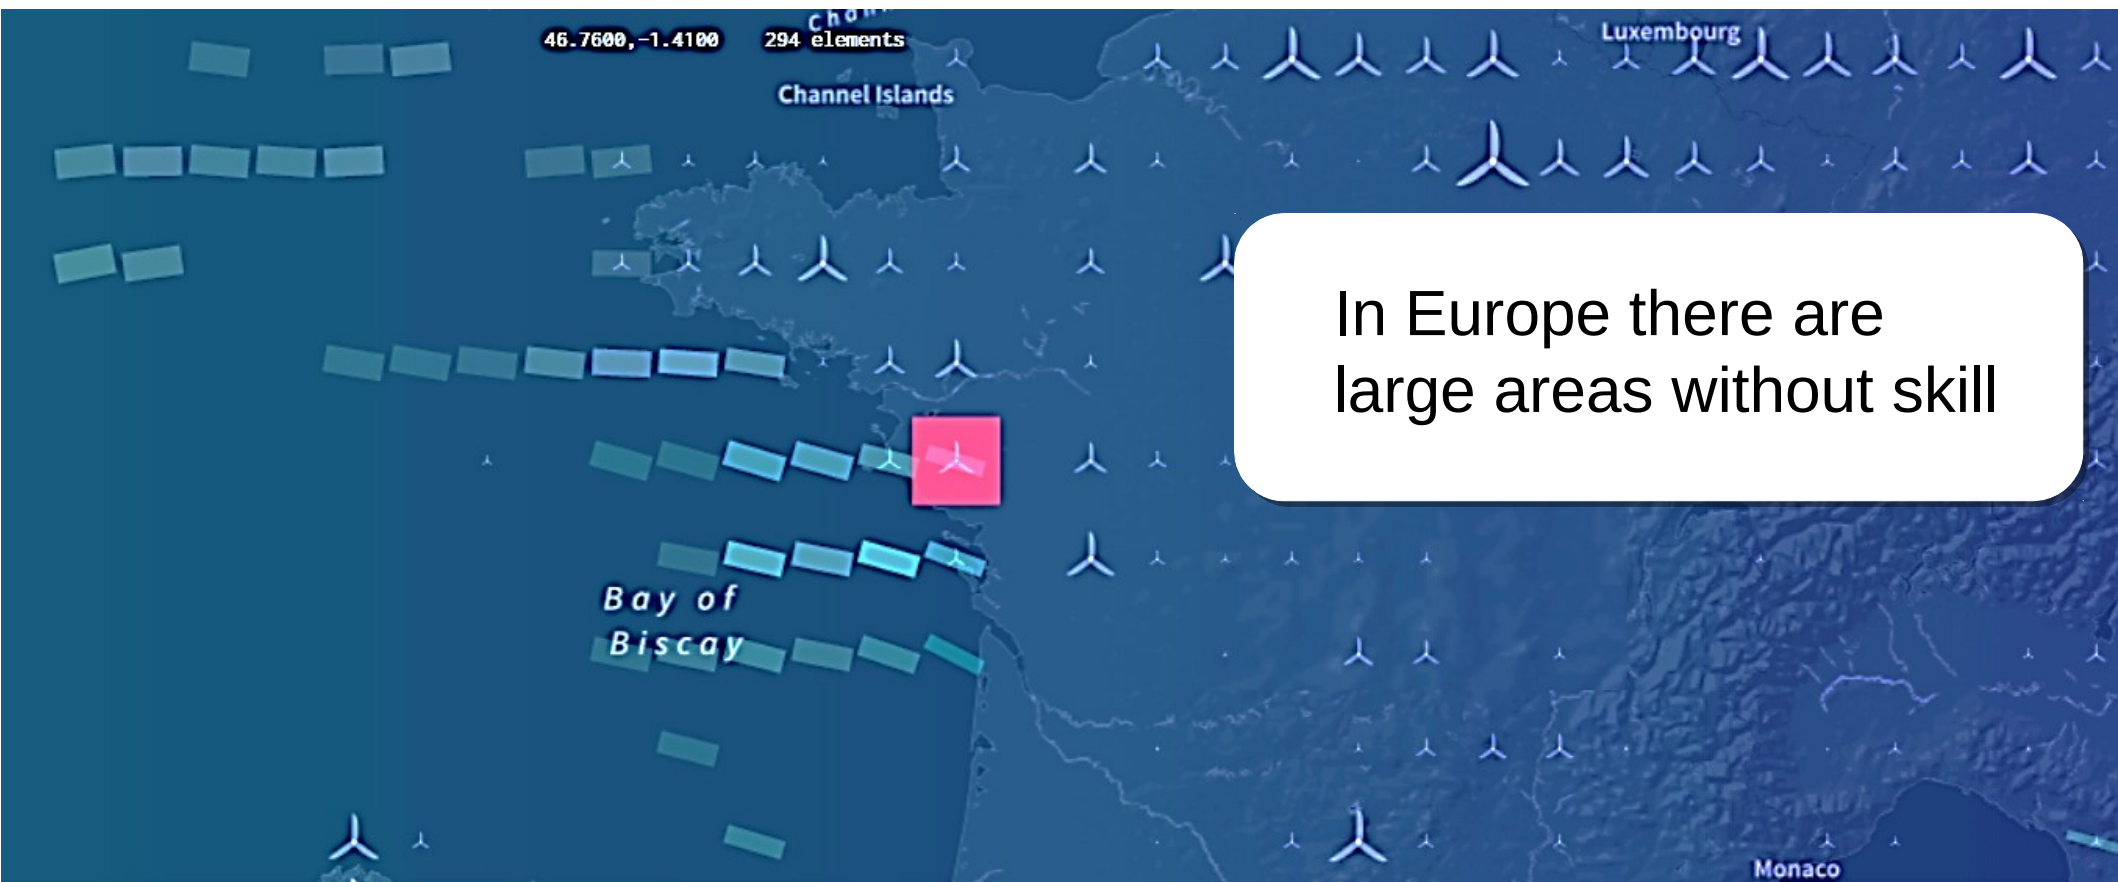 Chan
46.7600,-1.4100 294 elements
Luxembourg
Channel Islands
In Europe there are
large areas without skill
Bay of
Biscay
Monaco